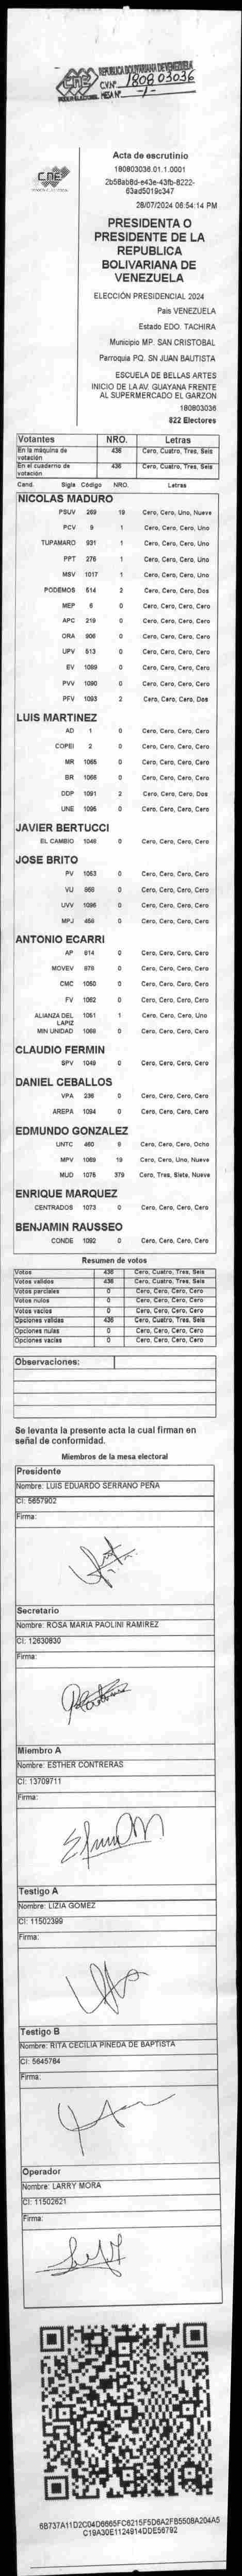 REPUBLICA BOLIVARIANA DE VENEZUELA
CNE
C.V.Nº 180803036
PODER ELECTORAL MESA Nº -1-
CNE
Acta de escrutinio
180803036.01.1.0001
2b58ab8d-e43e-43fb-8222-
63ad5019c347
28/07/2024 06:54:14 PM
PRESIDENTA O
PRESIDENTE DE LA
REPUBLICA
BOLIVARIANA DE
VENEZUELA
ELECCIÓN PRESIDENCIAL 2024
Pais VENEZUELA
Estado EDO. TACHIRA
Municipio MP. SAN CRISTOBAL
Parroquia PQ. SN JUAN BAUTISTA
ESCUELA DE BELLAS ARTES
INICIO DE LA AV. GUAYANA FRENTE
AL SUPERMERCADO EL GARZON
180803036
822 Electores
Votantes NRO. Letras
En la máquina de votación 436 Cero, Cuatro, Tres, Seis
En el cuaderno de votación 436 Cero, Cuatro, Tres, Seis
Cand. Sigla Código NRO. Letras
NICOLAS MADURO
PSUV 269 19 Cero, Cero, Uno, Nueve
PCV 9 1 Cero, Cero, Cero, Uno
TUPAMARO 931 1 Cero, Cero, Cero, Uno
PPT 276 1 Cero, Cero, Cero, Uno
MSV 1017 1 Cero, Cero, Cero, Uno
PODEMOS 514 2 Cero, Cero, Cero, Dos
MEP 6 0 Cero, Cero, Cero, Cero
APC 219 0 Cero, Cero, Cero, Cero
ORA 906 0 Cero, Cero, Cero, Cero
UPV 513 0 Cero, Cero, Cero, Cero
EV 1089 0 Cero, Cero, Cero, Cero
PVV 1090 0 Cero, Cero, Cero, Cero
PFV 1093 2 Cero, Cero, Cero, Dos
LUIS MARTINEZ
AD 1 0 Cero, Cero, Cero, Cero
COPEI 2 0 Cero, Cero, Cero, Cero
MR 1065 0 Cero, Cero, Cero, Cero
BR 1066 0 Cero, Cero, Cero, Cero
DDP 1091 2 Cero, Cero, Cero, Dos
UNE 1095 0 Cero, Cero, Cero, Cero
JAVIER BERTUCCI
EL CAMBIO 1048 0 Cero, Cero, Cero, Cero
JOSE BRITO
PV 1053 0 Cero, Cero, Cero, Cero
VU 868 0 Cero, Cero, Cero, Cero
UVV 1096 0 Cero, Cero, Cero, Cero
MPJ 458 0 Cero, Cero, Cero, Cero
ANTONIO ECARRI
AP 814 0 Cero, Cero, Cero, Cero
MOVEV 978 0 Cero, Cero, Cero, Cero
CMC 1050 0 Cero, Cero, Cero, Cero
FV 1062 0 Cero, Cero, Cero, Cero
ALIANZA DEL LAPIZ 1051 1 Cero, Cero, Cero, Uno
MIN UNIDAD 1069 0 Cero, Cero, Cero, Cero
CLAUDIO FERMIN
SPV 1049 0 Cero, Cero, Cero, Cero
DANIEL CEBALLOS
VPA 236 0 Cero, Cero, Cero, Cero
AREPA 1094 0 Cero, Cero, Cero, Cero
EDMUNDO GONZALEZ
UNTC 460 8 Cero, Cero, Cero, Ocho
MPV 1069 19 Cero, Cero, Uno, Nueve
MUD 1075 379 Cero, Tres, Siete, Nueve
ENRIQUE MARQUEZ
CENTRADOS 1073 0 Cero, Cero, Cero, Cero
BENJAMIN RAUSSEO
CONDE 1092 0 Cero, Cero, Cero, Cero
Resumen de votos
Votos 436 Cero, Cuatro, Tres, Seis
Votos validos 436 Cero, Cuatro, Tres, Seis
Votos parciales 0 Cero, Cero, Cero, Cero
Votos nulos 0 Cero, Cero, Cero, Cero
Votos vacios 0 Cero, Cero, Cero, Cero
Opciones validas 436 Cero, Cuatro, Tres, Seis
Opciones nulas 0 Cero, Cero, Cero, Cero
Opciones vacias 0 Cero, Cero, Cero, Cero
Observaciones:
Se levanta la presente acta la cual firman en
señal de conformidad.
Miembros de la mesa electoral
Presidente
Nombre: LUIS EDUARDO SERRANO PEÑA
CI: 5657902
Firma:
Secretario
Nombre: ROSA MARIA PAOLINI RAMIREZ
CI: 12630830
Firma:
Miembro A
Nombre: ESTHER CONTRERAS
CI: 13709711
Firma:
Testigo A
Nombre: LIZIA GOMEZ
CI: 11502399
Firma:
Testigo B
Nombre: RITA CECILIA PINEDA DE BAPTISTA
CI: 5645764
Firma:
Operador
Nombre: LARRY MORA
CI: 11502621
Firma:
6B737A11D2C04D6665FC6215F5D6A2FB5508A204A5
C19A30E1124914DDE56792